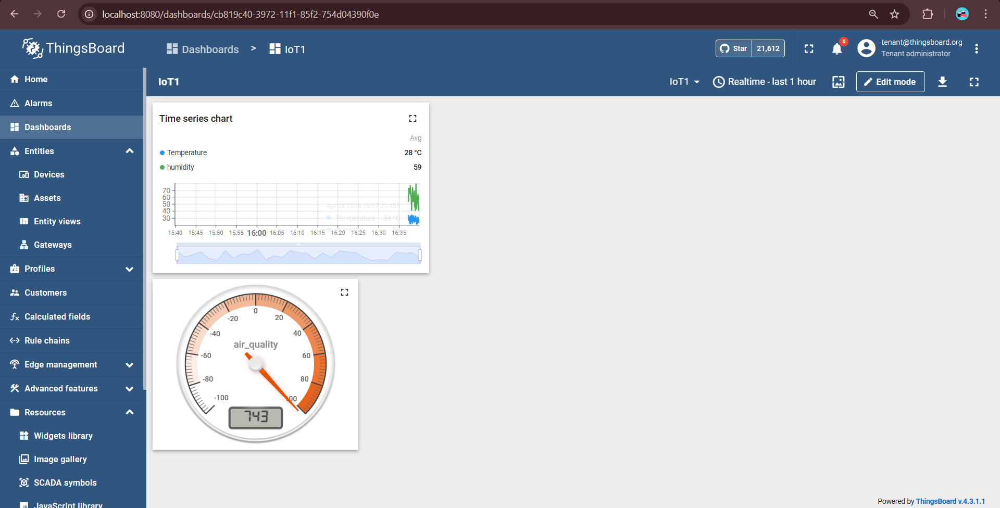 localhost:8080/dashboards/cb819c40-3972-11f1-85f2-754d04390f0e
ThingsBoard
Dashboards > IoT1
Star 21,612
5
tenant@thingsboard.org
Tenant administrator
Home
Alarms
Dashboards
Entities
Devices
Assets
Entity views
Gateways
Profiles
Customers
Calculated fields
Rule chains
Edge management
Advanced features
Resources
Widgets library
Image gallery
SCADA symbols
JavaScript library
IoT1
IoT1
Realtime - last 1 hour
Edit mode
Time series chart
Avg
Temperature 28 °C
humidity 59
70
60
50
40
30
Apr 28 2026 16:37:21.450
Temperature 34 °C
15:40 15:45 15:50 15:55 16:00 16:05 16:10 16:15 16:20 16:25 16:30 16:35
0
-20 20
-40 40
air_quality
-60 60
-80 80
-100 100
743
Powered by ThingsBoard v.4.3.1.1